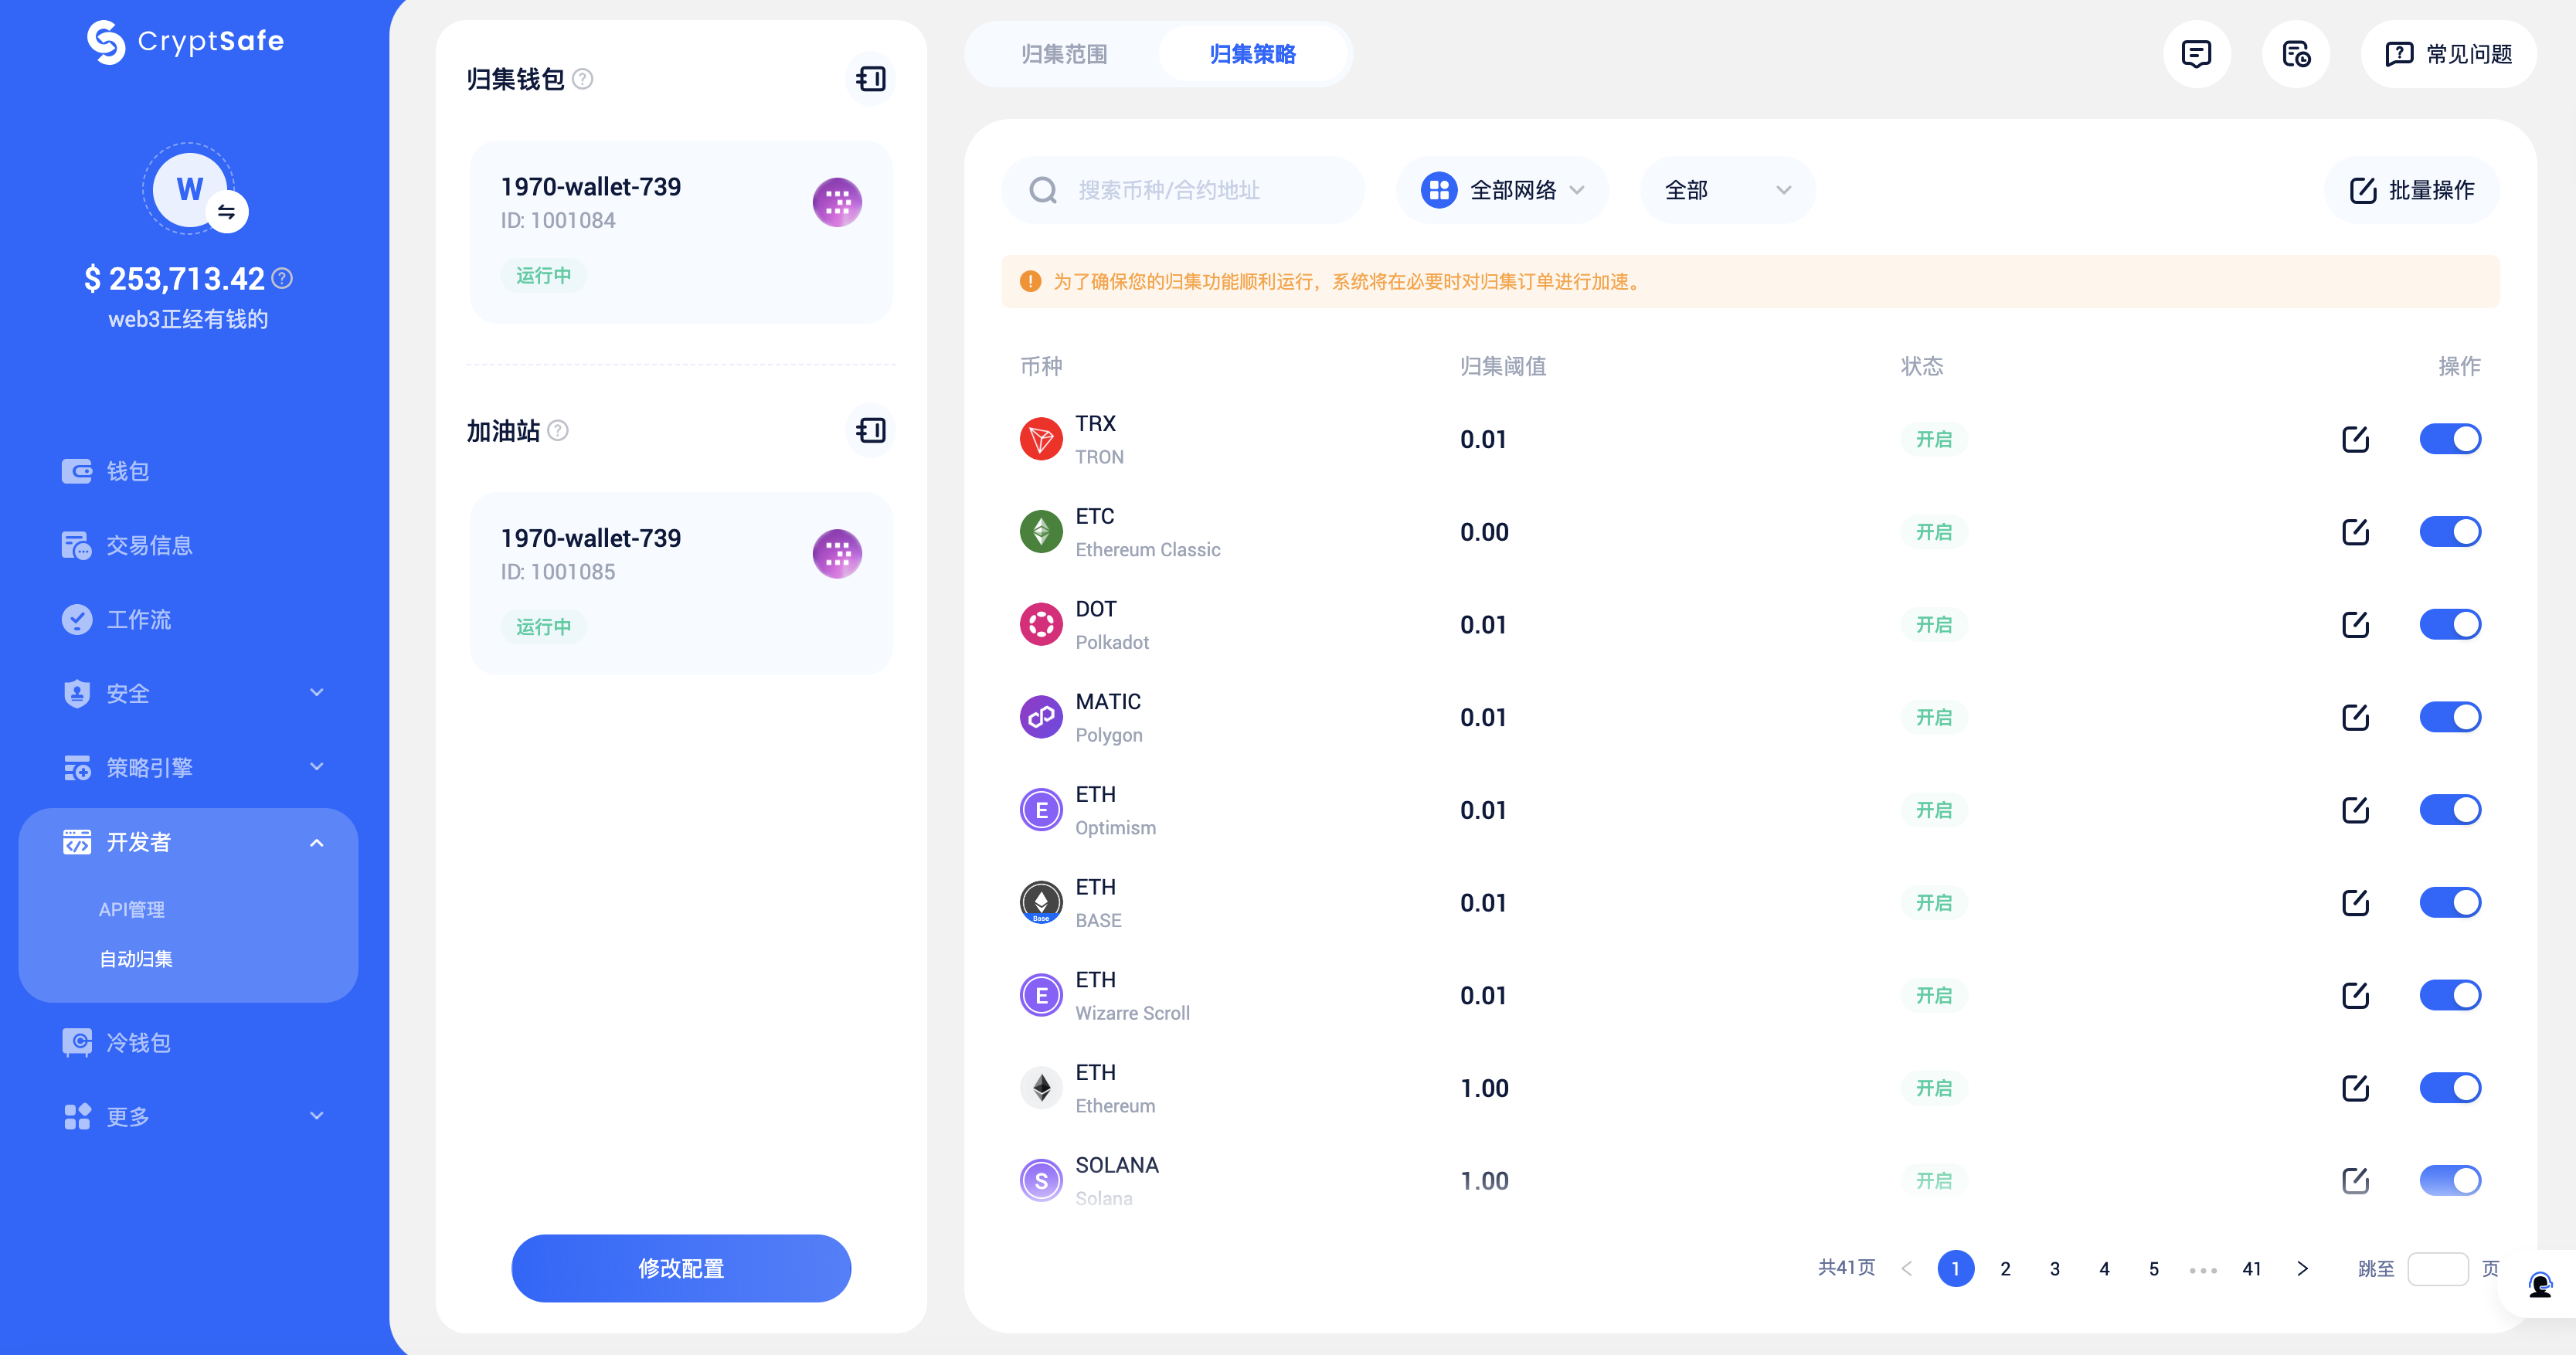 CryptSafe
W
$ 253,713.42
web3正经有钱的
钱包
交易信息
工作流
安全
策略引擎
开发者
API管理
自动归集
冷钱包
更多
归集钱包
1970-wallet-739
ID: 1001084
运行中
加油站
1970-wallet-739
ID: 1001085
运行中
修改配置
归集范围
归集策略
常见问题
搜索币种/合约地址
全部网络
全部
批量操作
为了确保您的归集功能顺利运行，系统将在必要时对归集订单进行加速。
币种 归集阈值 状态 操作
TRX
TRON
0.01 开启
ETC
Ethereum Classic
0.00 开启
DOT
Polkadot
0.01 开启
MATIC
Polygon
0.01 开启
E
ETH
Optimism
0.01 开启
Base
ETH
BASE
0.01 开启
E
ETH
Wizarre Scroll
0.01 开启
ETH
Ethereum
1.00 开启
S
SOLANA
Solana
1.00 开启
共41页 < 1 2 3 4 5 ••• 41 > 跳至 页